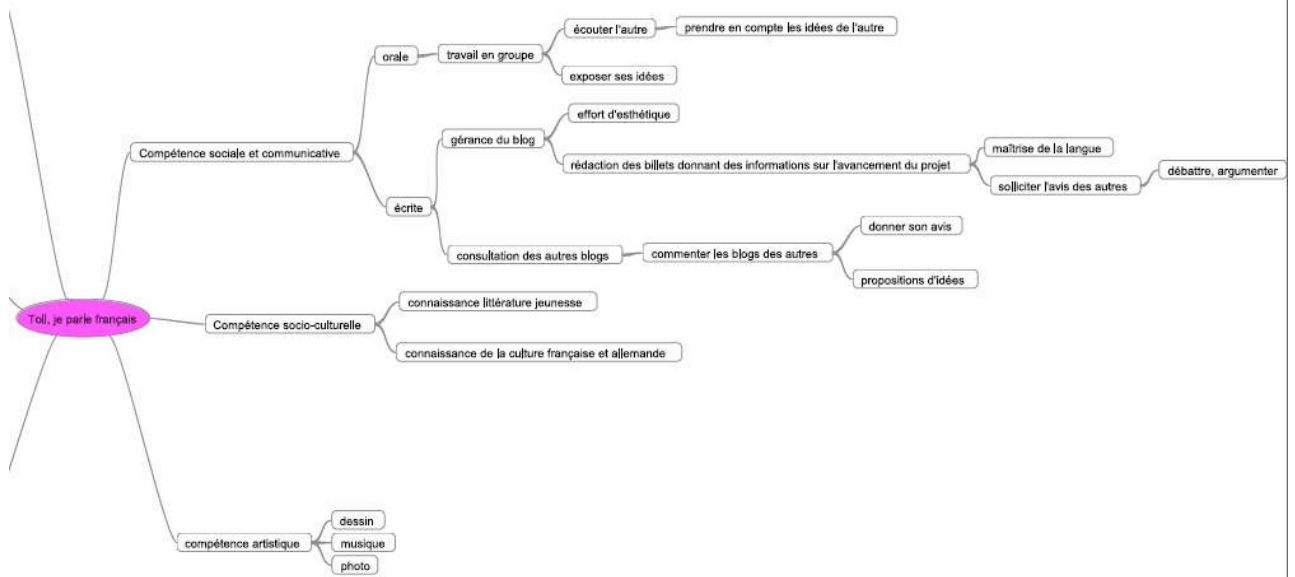 Toll, je parle français
Compétence sociale et communicative
orale
travail en groupe
écouter l'autre
prendre en compte les idées de l'autre
exposer ses idées
écrite
gérance du blog
effort d'esthétique
rédaction des billets donnant des informations sur l'avancement du projet
maîtrise de la langue
solliciter l'avis des autres
débattre, argumenter
consultation des autres blogs
commenter les blogs des autres
donner son avis
propositions d'idées
Compétence socio-culturelle
connaissance littérature jeunesse
connaissance de la culture française et allemande
compétence artistique
dessin
musique
photo